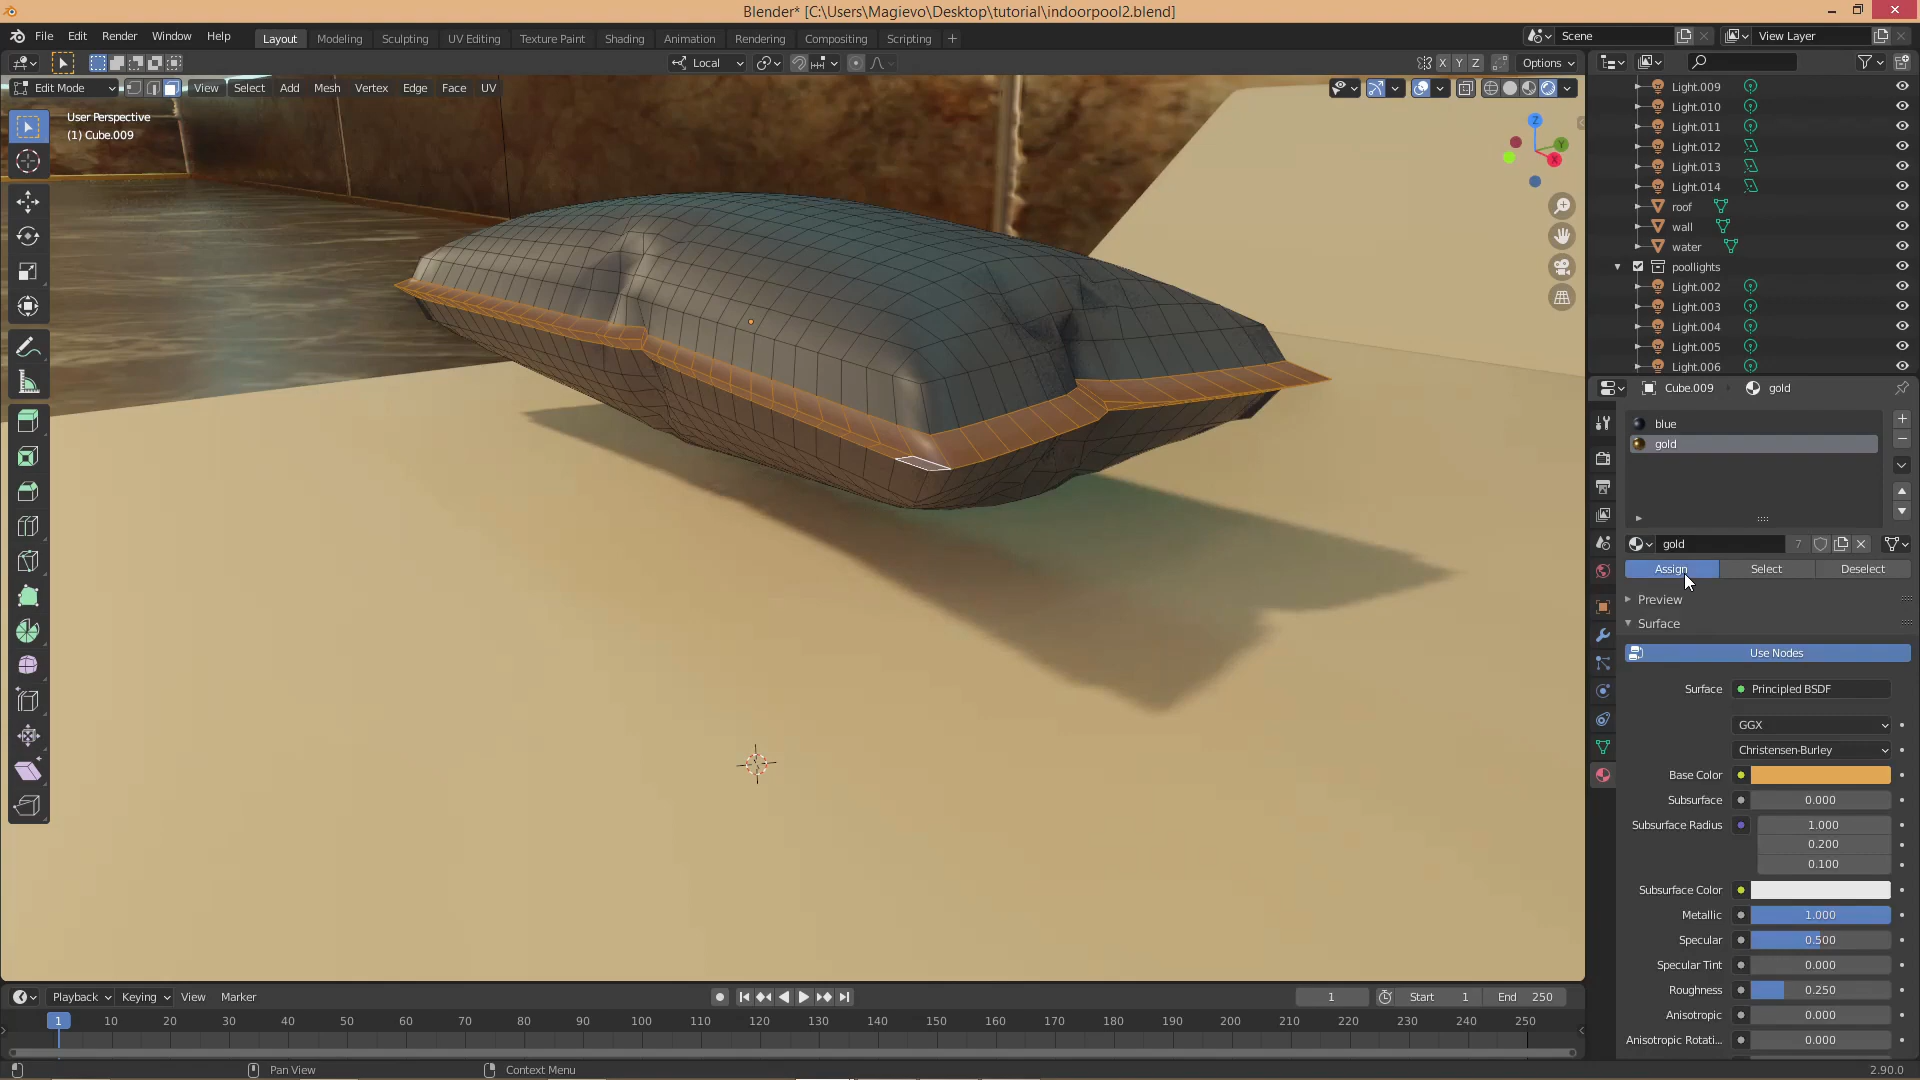 Blender* [C:\Users\Magievo\Desktop\tutorial\indoorpool2.blend]
File Edit Render Window Help
Layout Modeling Sculpting UV Editing Texture Paint Shading Animation Rendering Compositing Scripting +
Scene
View Layer
Local
X Y Z
Options
Edit Mode
View Select Add Mesh Vertex Edge Face UV
User Perspective
(1) Cube.009
Z
Y
X
Light.009
Light.010
Light.011
Light.012
Light.013
Light.014
roof
wall
water
poollights
Light.002
Light.003
Light.004
Light.005
Light.006
Cube.009
gold
blue
gold
gold
7
Assign
Select
Deselect
Preview
Surface
Use Nodes
Surface
Principled BSDF
GGX
Christensen-Burley
Base Color
Subsurface
0.000
Subsurface Radius
1.000
0.200
0.100
Subsurface Color
Metallic
1.000
Specular
0.500
Specular Tint
0.000
Roughness
0.250
Anisotropic
0.000
Anisotropic Rotati...
0.000
Playback Keying View Marker
1
Start 1
End 250
1 10 20 30 40 50 60 70 80 90 100 110 120 130 140 150 160 170 180 190 200 210 220 230 240 250
Pan View
Context Menu
2.90.0